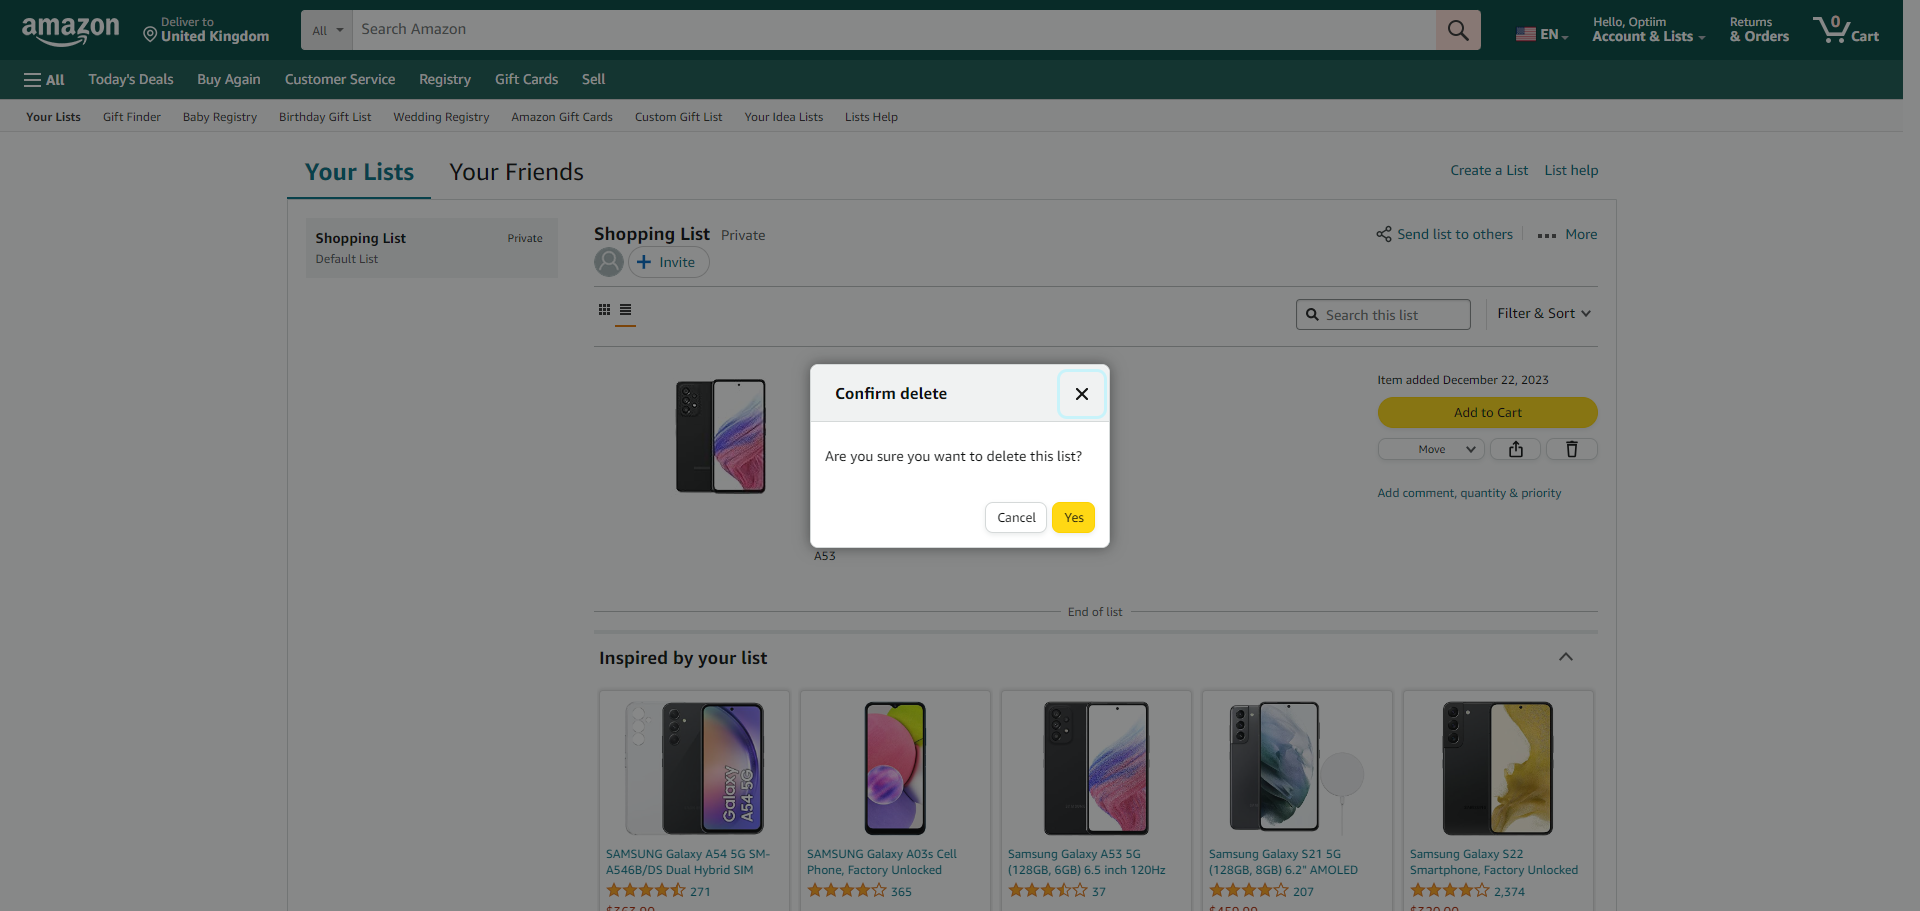 amazon
Deliver to
United Kingdom
All
Search Amazon
EN
Hello, Optiim
Account & Lists
Returns
& Orders
0
Cart
All
Today's Deals
Buy Again
Customer Service
Registry
Gift Cards
Sell
Your Lists
Gift Finder
Baby Registry
Birthday Gift List
Wedding Registry
Amazon Gift Cards
Custom Gift List
Your Idea Lists
Lists Help
Your Lists
Your Friends
Create a List
List help
Shopping List
Private
Default List
Shopping List
Private
Send list to others
More
Invite
Search this list
Filter & Sort
Confirm delete
Are you sure you want to delete this list?
Cancel
Yes
A53
Item added December 22, 2023
Add to Cart
Move
Add comment, quantity & priority
End of list
Inspired by your list
Galaxy
A54 5G
SAMSUNG Galaxy A54 5G SM-
A546B/DS Dual Hybrid SIM
271
$363.00
SAMSUNG Galaxy A03s Cell
Phone, Factory Unlocked
365
Samsung Galaxy A53 5G
(128GB, 6GB) 6.5 inch 120Hz
37
Samsung Galaxy S21 5G
(128GB, 8GB) 6.2" AMOLED
207
Samsung Galaxy S22
Smartphone, Factory Unlocked
2,374